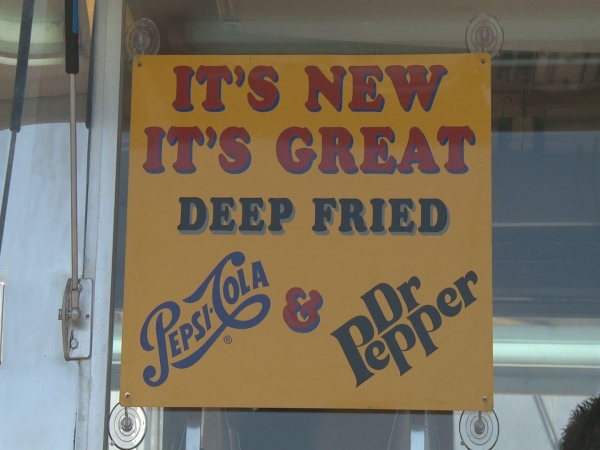 IT'S NEW
IT'S GREAT
DEEP FRIED
PEPSI-COLA ® & Dr Pepper